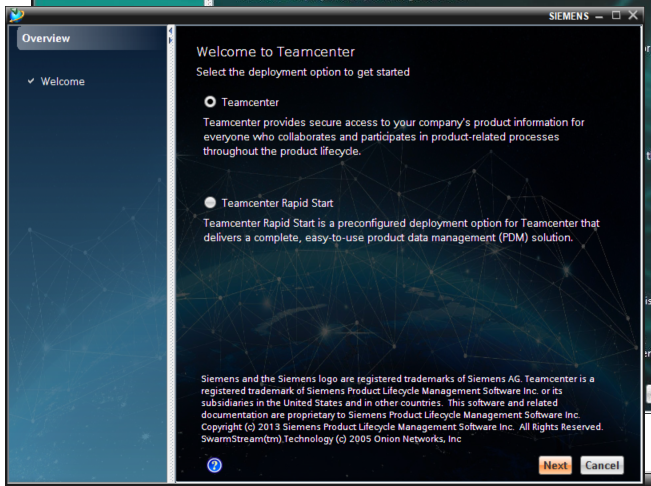 SIEMENS
Overview
Welcome
Welcome to Teamcenter
Select the deployment option to get started
Teamcenter
Teamcenter provides secure access to your company's product information for
everyone who collaborates and participates in product-related processes
throughout the product lifecycle.
Teamcenter Rapid Start
Teamcenter Rapid Start is a preconfigured deployment option for Teamcenter that
delivers a complete, easy-to-use product data management (PDM) solution.
Siemens and the Siemens logo are registered trademarks of Siemens AG. Teamcenter is a
registered trademark of Siemens Product Lifecycle Management Software Inc. or its
subsidiaries in the United States and in other countries. This software and related
documentation are proprietary to Siemens Product Lifecycle Management Software Inc.
Copyright (c) 2013 Siemens Product Lifecycle Management Software Inc. All Rights Reserved.
SwarmStream(tm) Technology (c) 2005 Onion Networks, Inc
?
Next Cancel